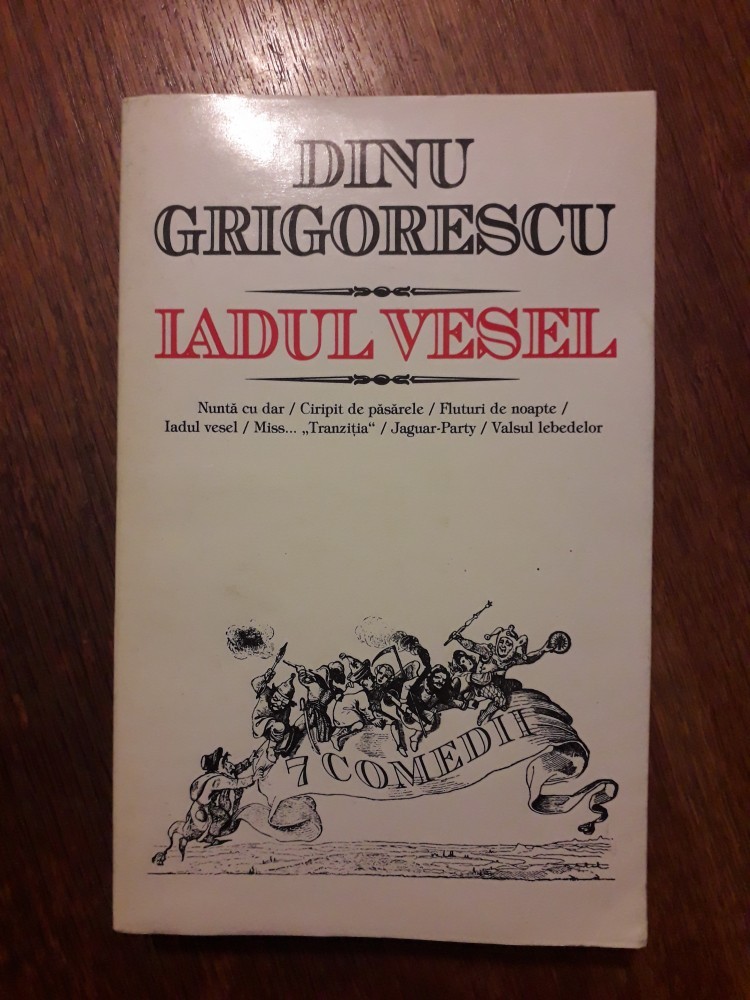 DINU
GRIGORESCU
IADUL VESEL
Nuntă cu dar / Ciripit de păsărele / Fluturi de noapte /
Iadul vesel / Miss... „Tranziția“ / Jaguar-Party / Valsul lebedelor
7 COMEDII